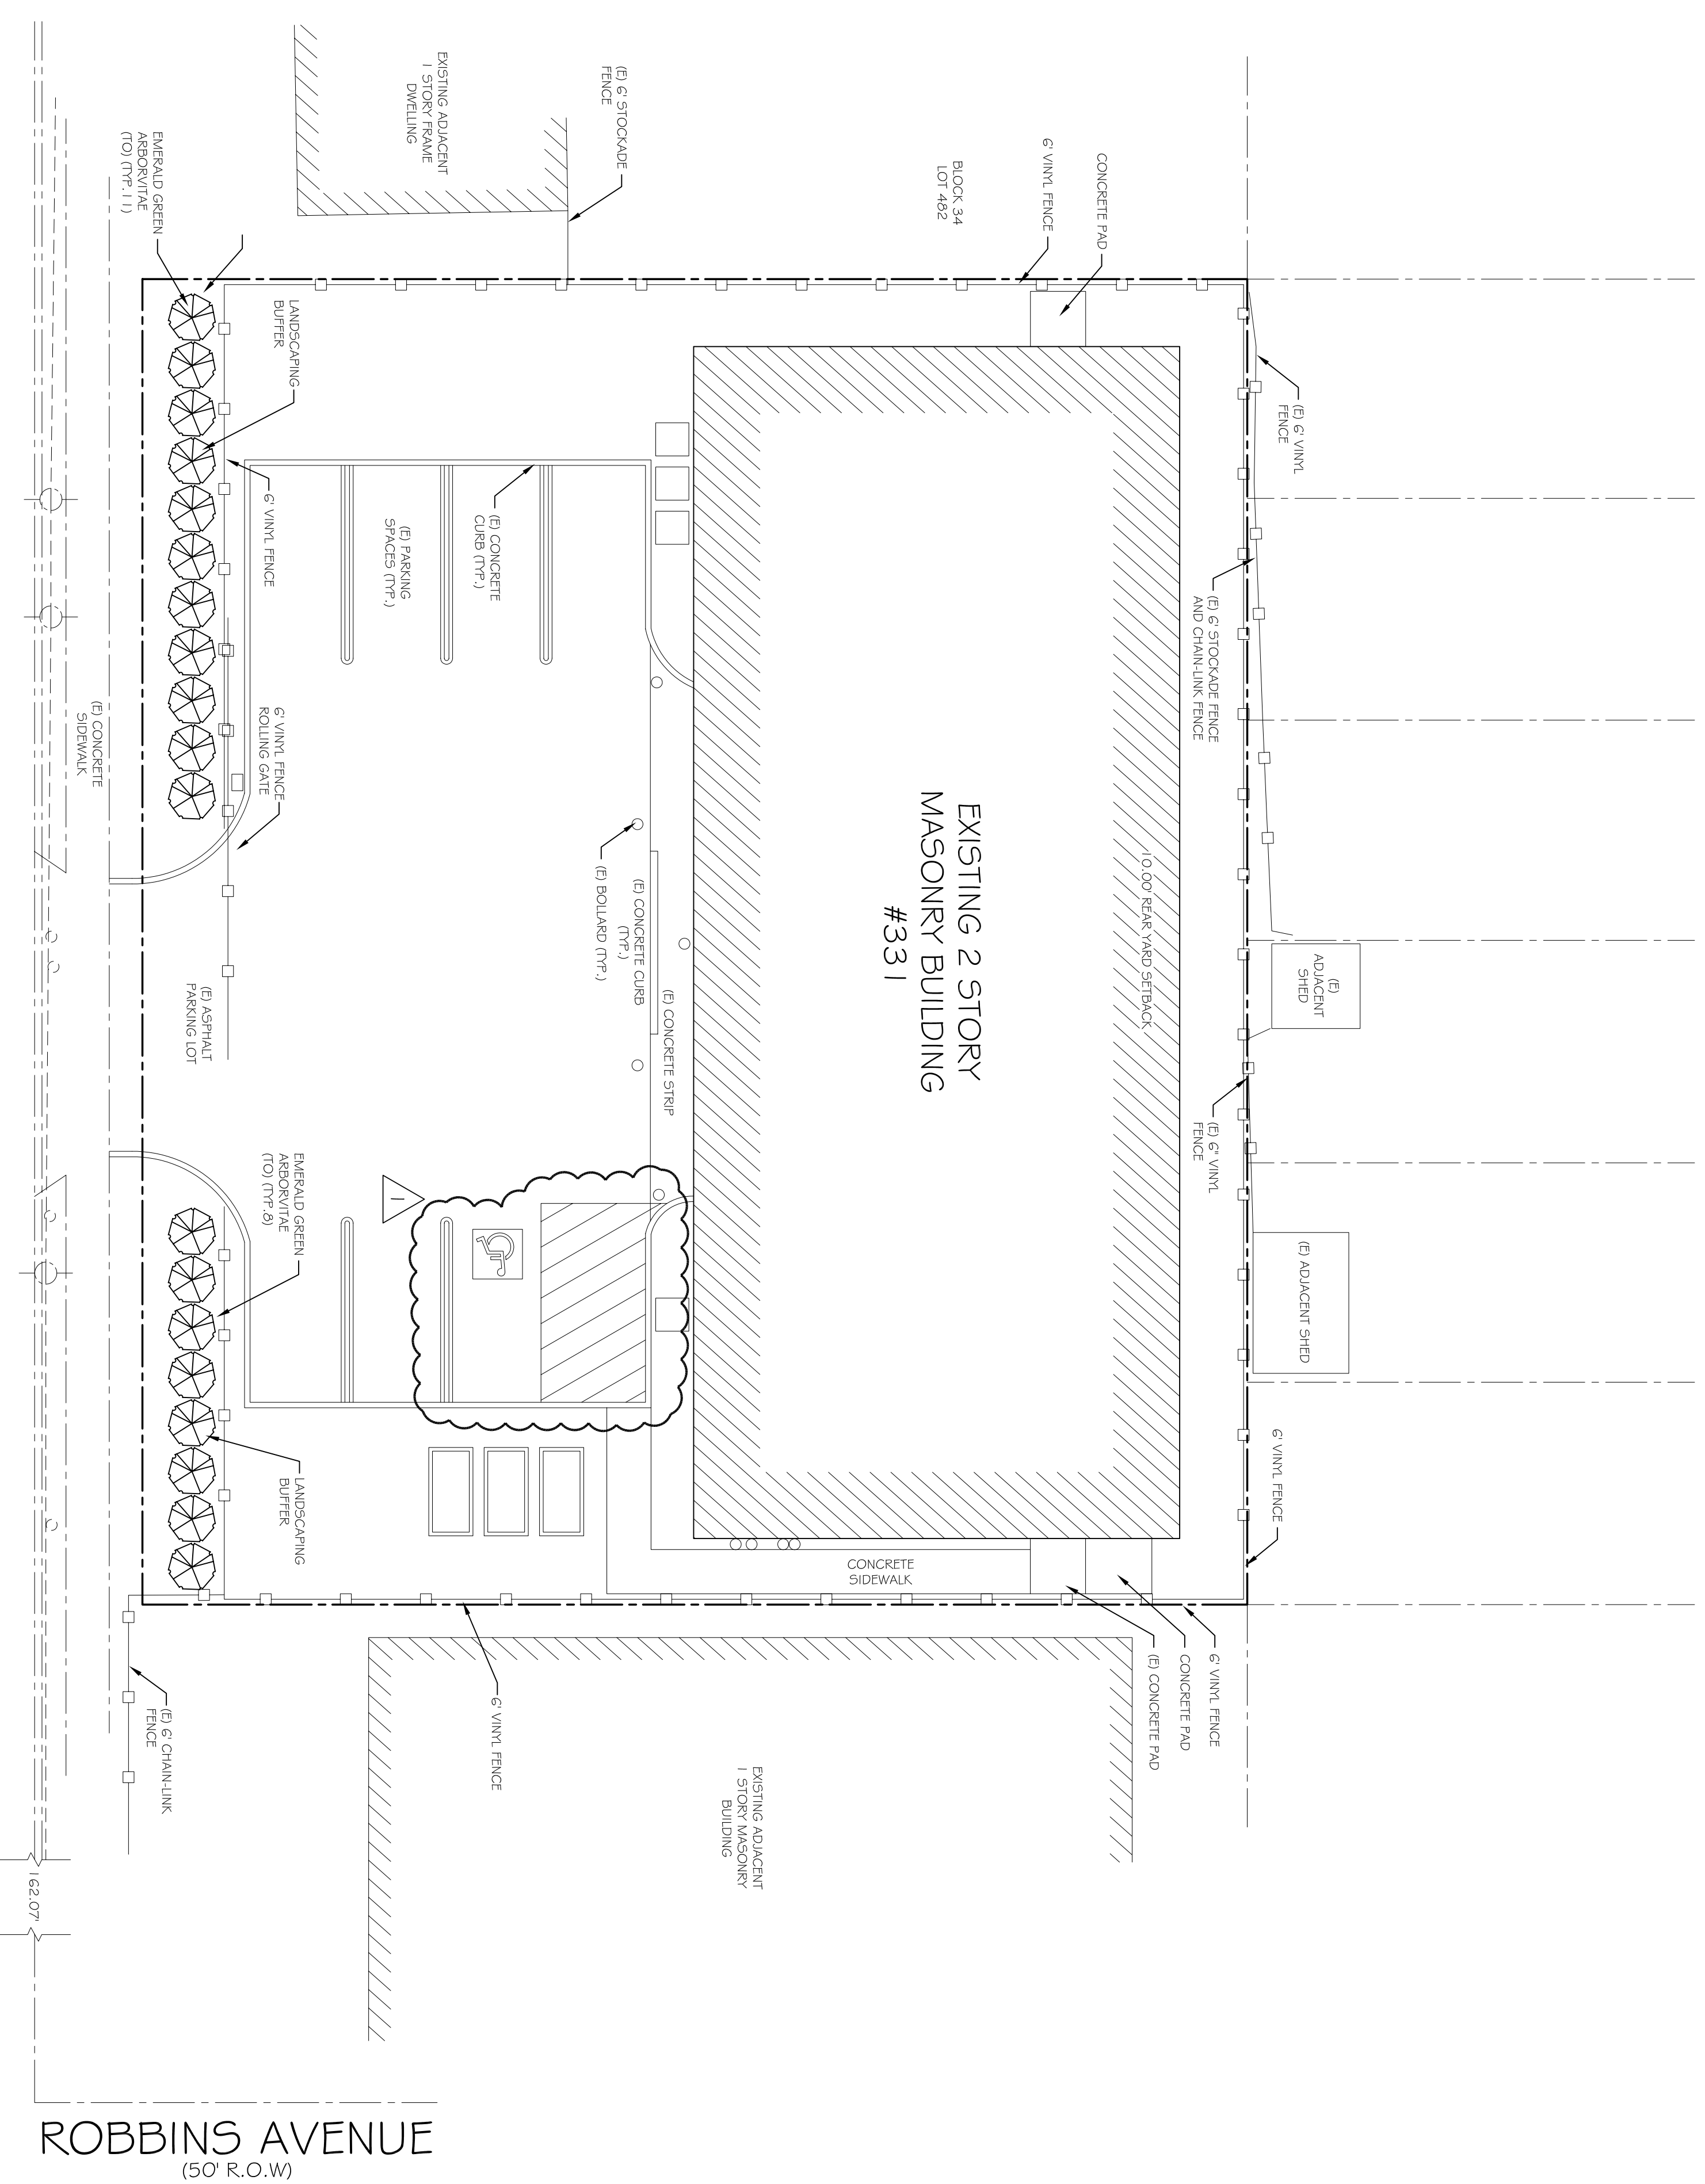 EXISTING ADJACENT
1 STORY FRAME
DWELLING
(E) 6' STOCKADE
FENCE
EMERALD GREEN
ARBORVITAE
(TO) (TYP.11)
BLOCK 34
LOT 482
6' VINYL FENCE
CONCRETE PAD
LANDSCAPING
BUFFER
6' VINYL FENCE
(E) PARKING
SPACES (TYP.)
(E) CONCRETE
CURB (TYP.)
(E) 6' VINYL
FENCE
(E) 6' STOCKADE FENCE
AND CHAIN-LINK FENCE
(E) CONCRETE
SIDEWALK
6' VINYL FENCE
ROLLING GATE
(E) BOLLARD (TYP.)
(E) CONCRETE CURB
(TYP.)
(E) CONCRETE STRIP
EXISTING 2 STORY
MASONRY BUILDING
#331
10.00' REAR YARD SETBACK
(E)
ADJACENT
SHED
(E) ASPHALT
PARKING LOT
(E) 6" VINYL
FENCE
EMERALD GREEN
ARBORVITAE
(TO) (TYP.8)
1
(E) ADJACENT SHED
LANDSCAPING
BUFFER
6' VINYL FENCE
CONCRETE
SIDEWALK
(E) 6' CHAIN-LINK
FENCE
6' VINYL FENCE
(E) CONCRETE PAD
CONCRETE PAD
6' VINYL FENCE
EXISTING ADJACENT
1 STORY MASONRY
BUILDING
162.07'
ROBBINS AVENUE
(50' R.O.W)